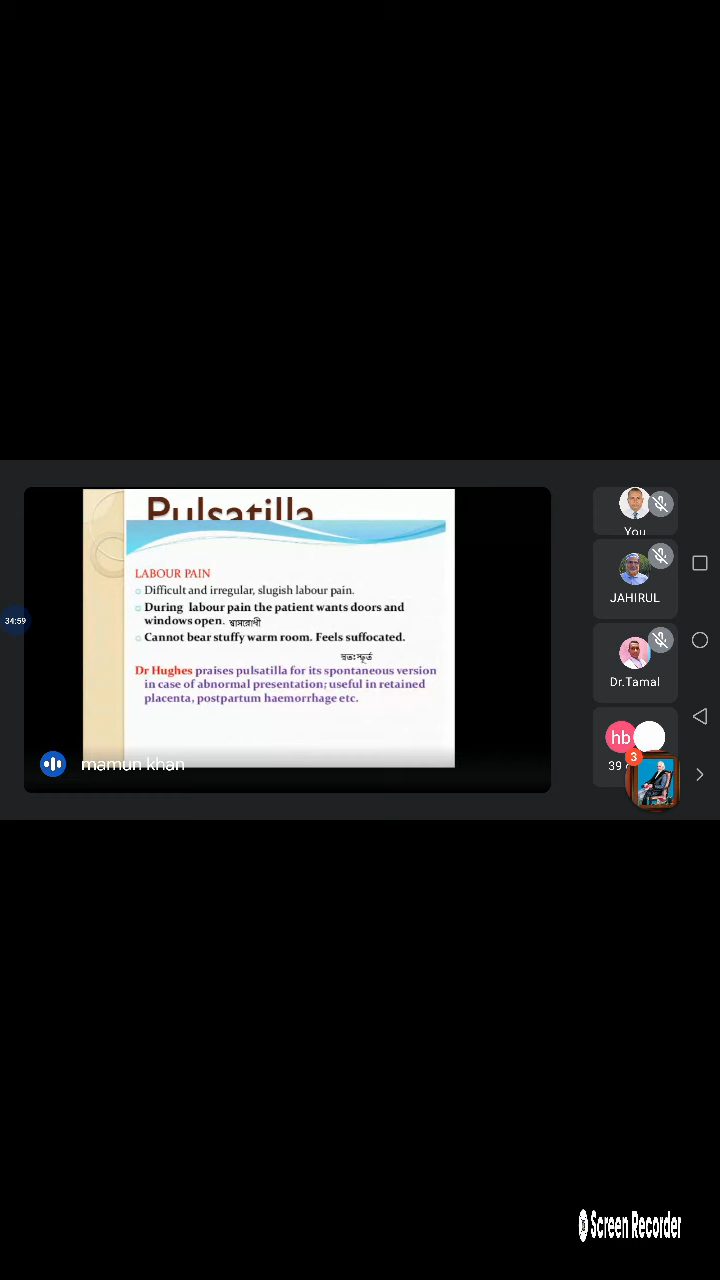 Pulsatilla
LABOUR PAIN
Difficult and irregular, slugish labour pain.
During labour pain the patient wants doors and
windows open. শ্বাসরোধী
Cannot bear stuffy warm room. Feels suffocated.
স্বতঃস্ফূর্ত
Dr Hughes praises pulsatilla for its spontaneous version
in case of abnormal presentation; useful in retained
placenta, postpartum haemorrhage etc.
mamun khan
34:59
You
JAHIRUL
Dr.Tamal
hb
39
3
Screen Recorder